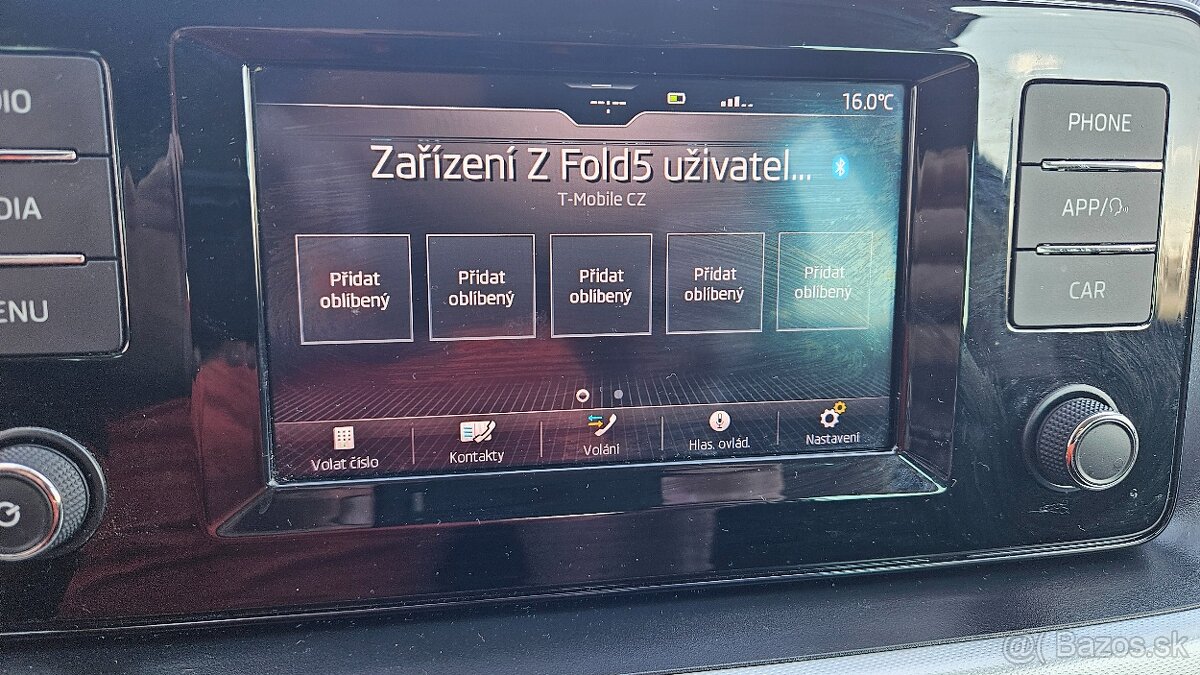 --:--
16.0℃
Zařízení Z Fold5 uživatel...
T-Mobile CZ
Přidat
oblíbený
Přidat
oblíbený
Přidat
oblíbený
Přidat
oblíbený
Přidat
oblíbený
Volat číslo
Kontakty
Volání
Hlas. ovlád.
Nastavení
DIO
DIA
ENU
PHONE
APP/
CAR
@( Bazos.sk